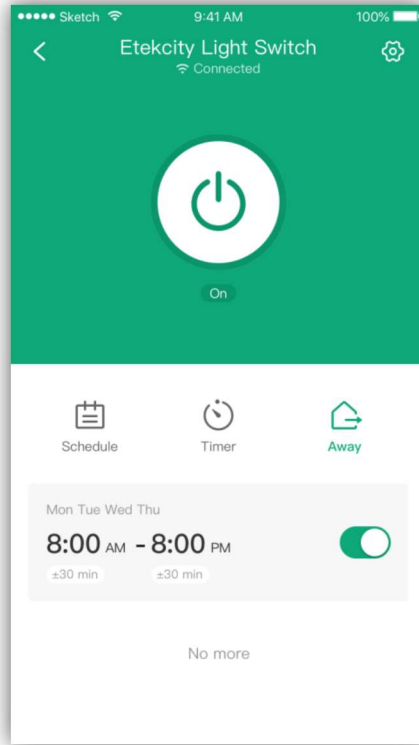 Sketch 9:41 AM 100%
Etekcity Light Switch
Connected
On
Schedule Timer Away
Mon Tue Wed Thu
8:00 AM - 8:00 PM
±30 min ±30 min
No more